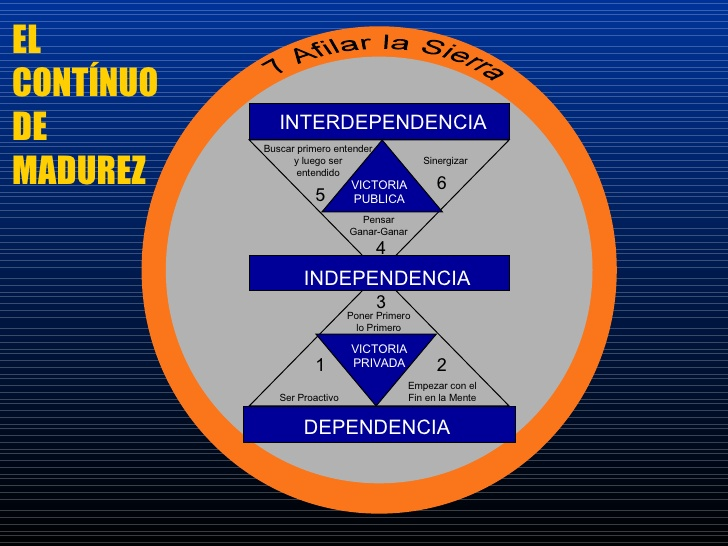 EL
CONTÍNUO
DE
MADUREZ
7 Afilar la Sierra
INTERDEPENDENCIA
Buscar primero entender
y luego ser
entendido
5
Sinergizar
6
VICTORIA
PUBLICA
Pensar
Ganar-Ganar
4
INDEPENDENCIA
3
Poner Primero
lo Primero
VICTORIA
PRIVADA
1
Ser Proactivo
2
Empezar con el
Fin en la Mente
DEPENDENCIA